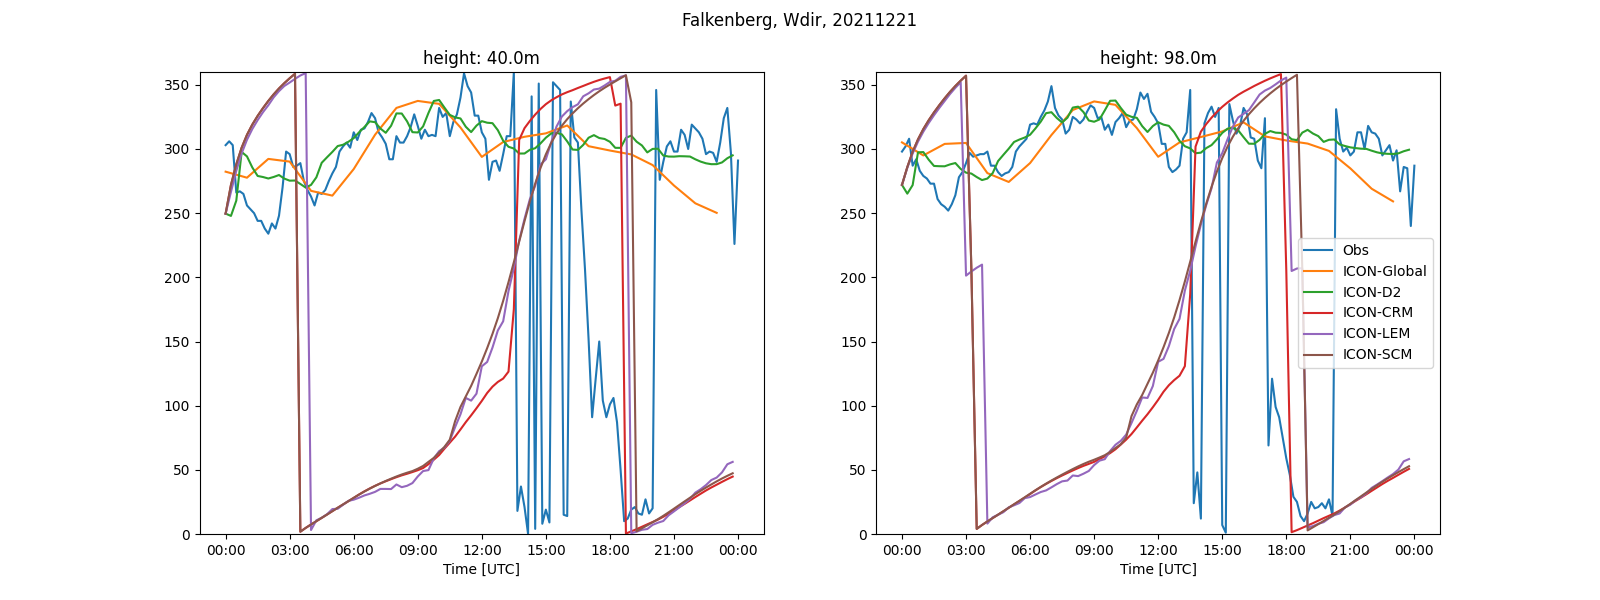 Falkenberg, Wdir, 20211221
height: 40.0m
350
300
250
200
150
100
50
0
00:00 03:00 06:00 09:00 12:00 15:00 18:00 21:00 00:00
Time [UTC]
height: 98.0m
350
300
250
200
150
100
50
0
00:00 03:00 06:00 09:00 12:00 15:00 18:00 21:00 00:00
Time [UTC]
Obs
ICON-Global
ICON-D2
ICON-CRM
ICON-LEM
ICON-SCM